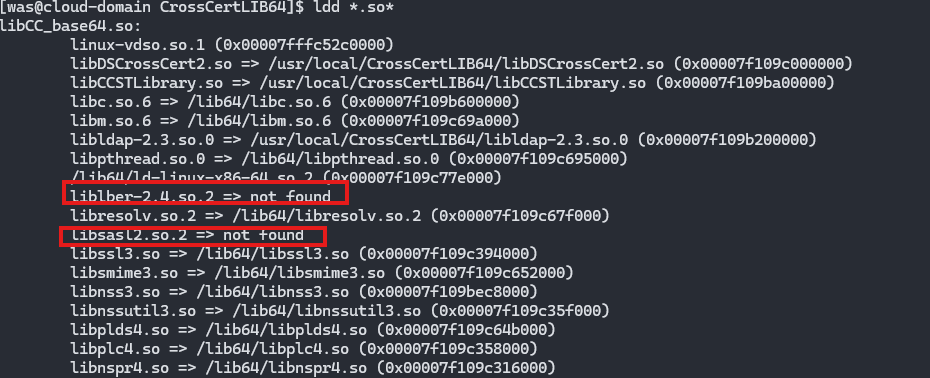 [was@cloud-domain CrossCertLIB64]$ ldd *.so*
libCC_base64.so:
linux-vdso.so.1 (0x00007fffc52c0000)
libDSCrossCert2.so => /usr/local/CrossCertLIB64/libDSCrossCert2.so (0x00007f109c000000)
libCCSTLibrary.so => /usr/local/CrossCertLIB64/libCCSTLibrary.so (0x00007f109ba00000)
libc.so.6 => /lib64/libc.so.6 (0x00007f109b600000)
libm.so.6 => /lib64/libm.so.6 (0x00007f109c69a000)
libldap-2.3.so.0 => /usr/local/CrossCertLIB64/libldap-2.3.so.0 (0x00007f109b200000)
libpthread.so.0 => /lib64/libpthread.so.0 (0x00007f109c695000)
/lib64/ld-linux-x86-64.so.2 (0x00007f109c77e000)
liblber-2.4.so.2 => not found
libresolv.so.2 => /lib64/libresolv.so.2 (0x00007f109c67f000)
libsasl2.so.2 => not found
libssl3.so => /lib64/libssl3.so (0x00007f109c394000)
libsmime3.so => /lib64/libsmime3.so (0x00007f109c652000)
libnss3.so => /lib64/libnss3.so (0x00007f109bec8000)
libnssutil3.so => /lib64/libnssutil3.so (0x00007f109c35f000)
libplds4.so => /lib64/libplds4.so (0x00007f109c64b000)
libplc4.so => /lib64/libplc4.so (0x00007f109c358000)
libnspr4.so => /lib64/libnspr4.so (0x00007f109c316000)